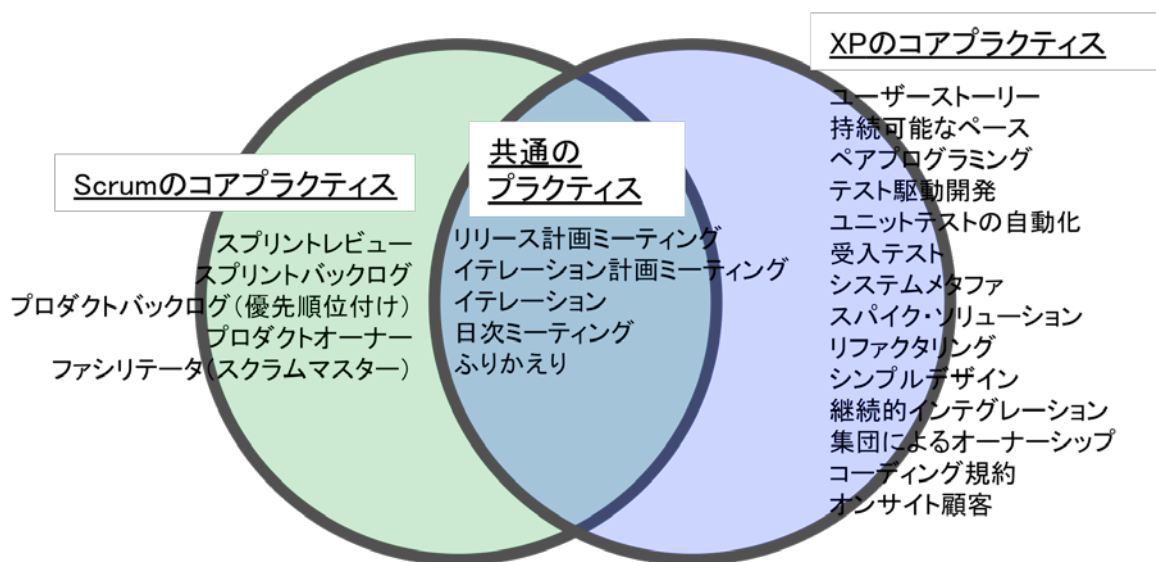 Scrumのコアプラクティス
スプリントレビュー
スプリントバックログ
プロダクトバックログ(優先順位付け)
プロダクトオーナー
ファシリテータ(スクラムマスター)
共通の
プラクティス
リリース計画ミーティング
イテレーション計画ミーティング
イテレーション
日次ミーティング
ふりかえり
XPのコアプラクティス
ユーザーストーリー
持続可能なペース
ペアプログラミング
テスト駆動開発
ユニットテストの自動化
受入テスト
システムメタファ
スパイク・ソリューション
リファクタリング
シンプルデザイン
継続的インテグレーション
集団によるオーナーシップ
コーディング規約
オンサイト顧客